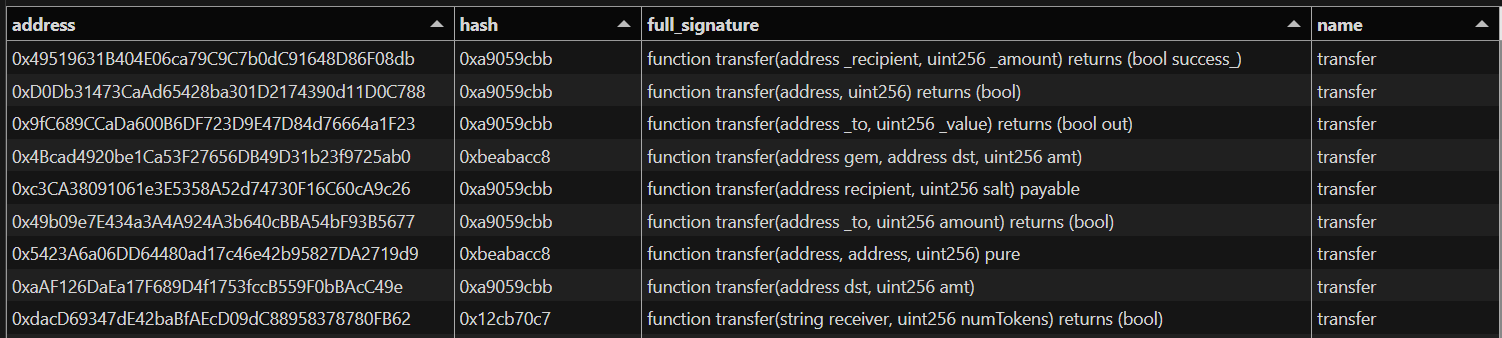 address hash full_signature name
0x49519631B404E06ca79C9C7b0dC91648D86F08db 0xa9059cbb function transfer(address _recipient, uint256 _amount) returns (bool success_) transfer
0xD0Db31473CaAd65428ba301D2174390d11D0C788 0xa9059cbb function transfer(address, uint256) returns (bool) transfer
0x9fC689CCaDa600B6DF723D9E47D84d76664a1F23 0xa9059cbb function transfer(address _to, uint256 _value) returns (bool out) transfer
0x4Bcad4920be1Ca53F27656DB49D31b23f9725ab0 0xbeabacc8 function transfer(address gem, address dst, uint256 amt) transfer
0xc3CA38091061e3E5358A52d74730F16C60cA9c26 0xa9059cbb function transfer(address recipient, uint256 salt) payable transfer
0x49b09e7E434a3A4A924A3b640cBBA54bF93B5677 0xa9059cbb function transfer(address _to, uint256 amount) returns (bool) transfer
0x5423A6a06DD64480ad17c46e42b95827DA2719d9 0xbeabacc8 function transfer(address, address, uint256) pure transfer
0xaAF126DaEa17F689D4f1753fccB559F0bBAcC49e 0xa9059cbb function transfer(address dst, uint256 amt) transfer
0xdacD69347dE42baBfAEcD09dC88958378780FB62 0x12cb70c7 function transfer(string receiver, uint256 numTokens) returns (bool) transfer